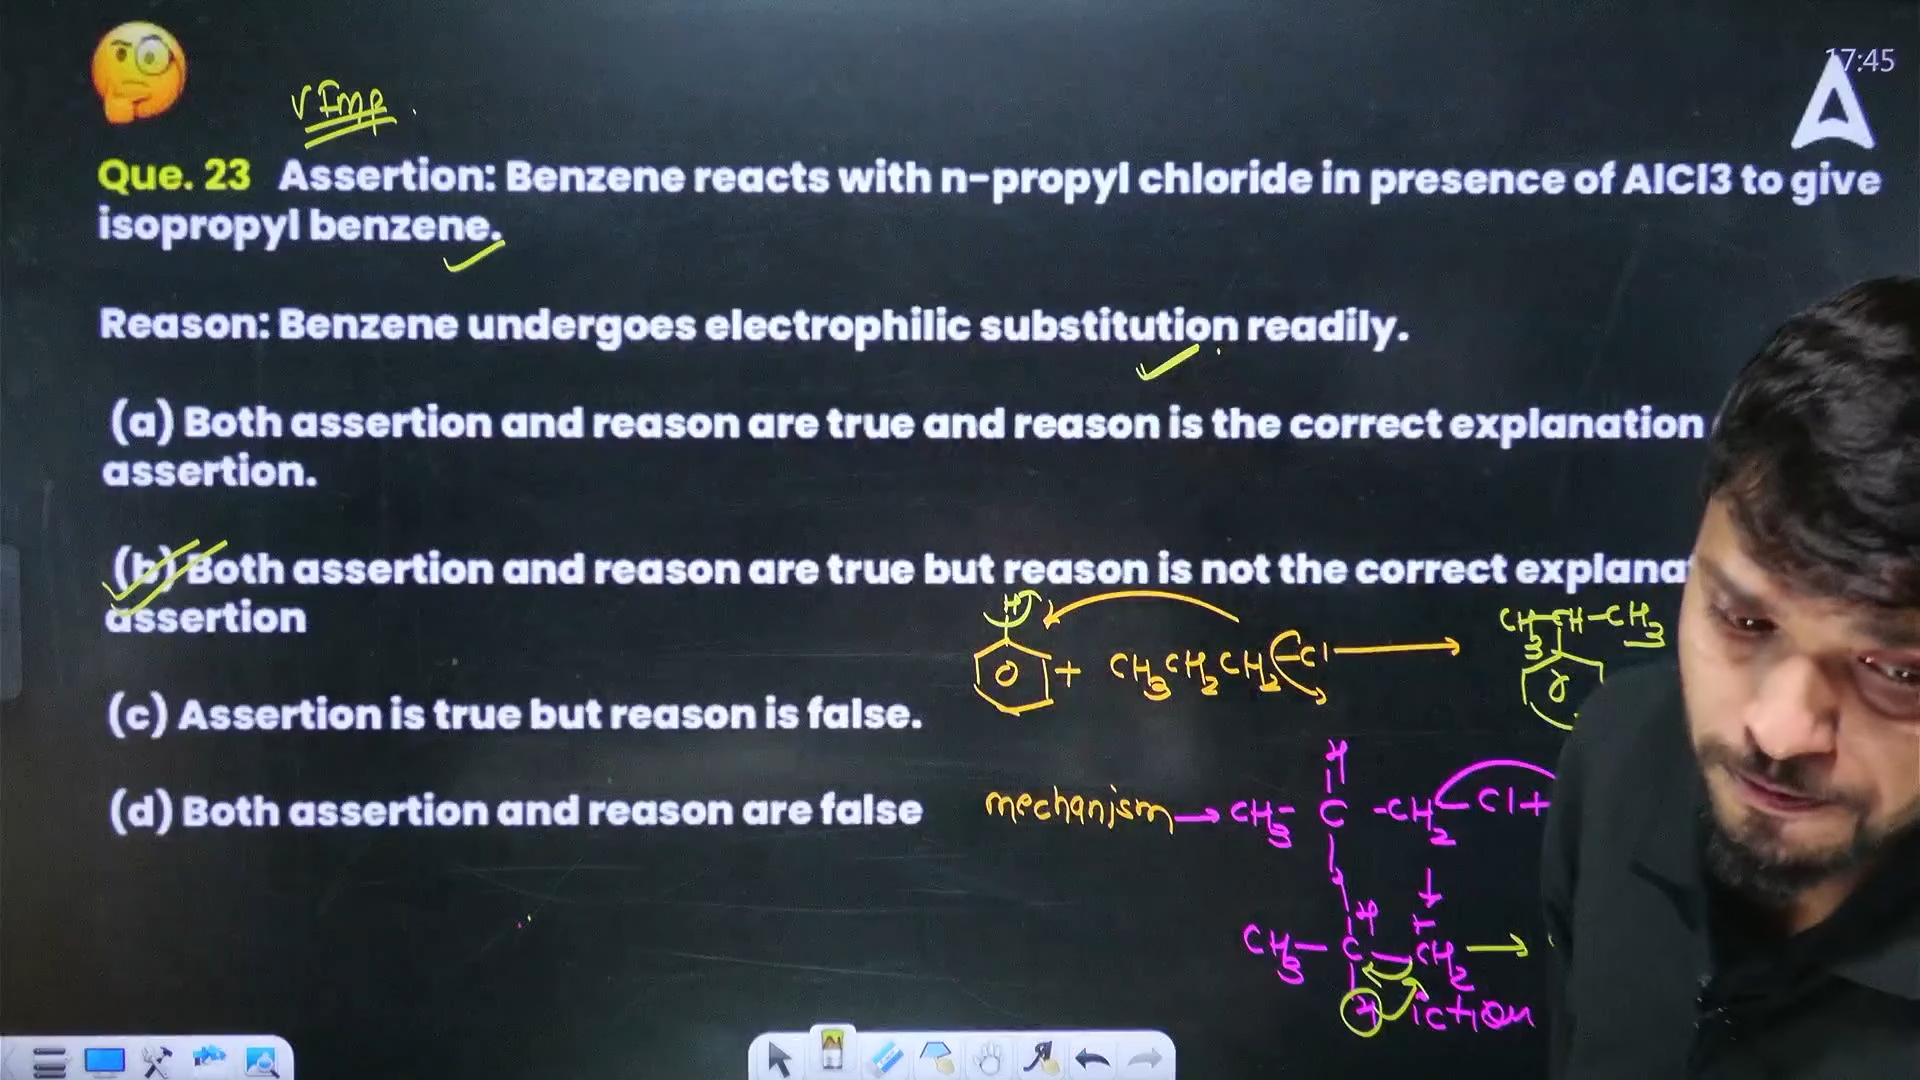 17:45
v Imp.
Que. 23 Assertion: Benzene reacts with n-propyl chloride in presence of AlCl3 to give
isopropyl benzene.
Reason: Benzene undergoes electrophilic substitution readily.
(a) Both assertion and reason are true and reason is the correct explanation
assertion.
(b) Both assertion and reason are true but reason is not the correct
assertion
H
+ CH3CH2CH2-Cl
CH3-CH-CH3
(c) Assertion is true but reason is false.
H
(d) Both assertion and reason are false
mechanism → CH3- C -CH2-Cl+
H
+
CH3-C-CH2 →
H